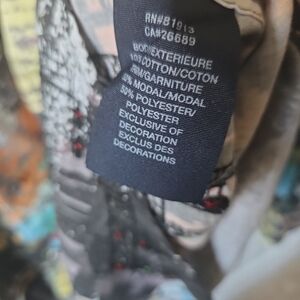 RN#81913
CA#26689
BODY/EXTERIEURE
100 COTTON/COTON
TRIM/GARNITURE
50% MODAL/MODAL
50% POLYESTER/
POLYESTER
EXCLUSIVE OF
DECORATION
EXCLUS DES
DECORATIONS